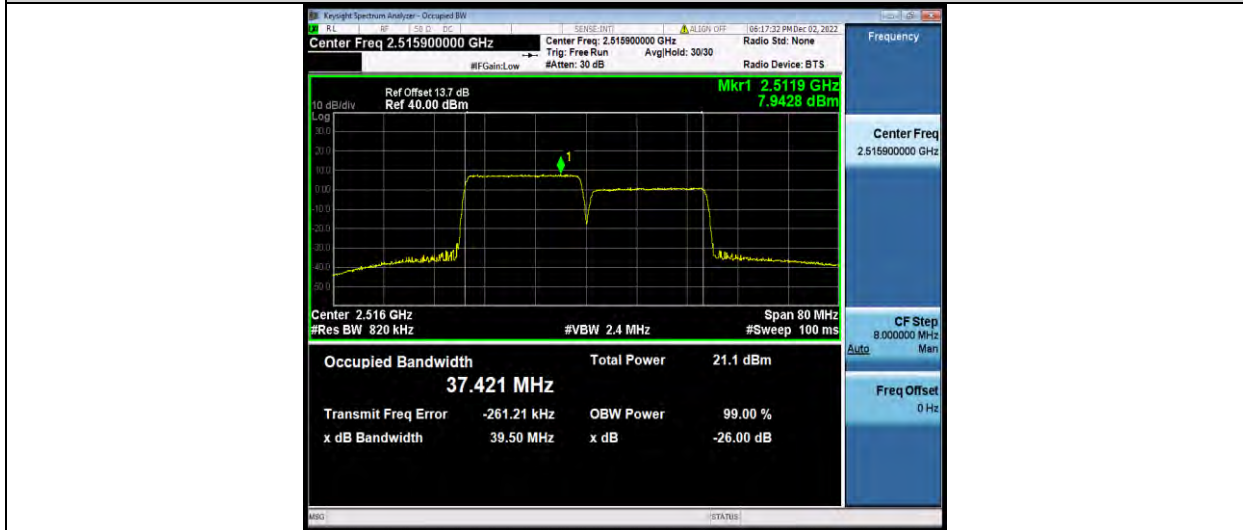 Keysight Spectrum Analyzer - Occupied BW
RL RF 50 Ω DC SENSE:INT ALIGN OFF 06:17:32 PM Dec 02, 2022
Center Freq 2.515900000 GHz
Center Freq: 2.515900000 GHz Radio Std: None
Trig: Free Run Avg|Hold: 30/30
#IFGain:Low #Atten: 30 dB Radio Device: BTS
Frequency
Mkr1 2.5119 GHz
7.9428 dBm
Ref Offset 13.7 dB
10 dB/div Ref 40.00 dBm
Log
30.0
20.0
10.0
0.00
-10.0
-20.0
-30.0
-40.0
-50.0
1
Center Freq
2.515900000 GHz
Center 2.516 GHz Span 80 MHz
#Res BW 820 kHz #VBW 2.4 MHz #Sweep 100 ms
CF Step
8.000000 MHz
Auto Man
Occupied Bandwidth Total Power 21.1 dBm
37.421 MHz
Freq Offset
0 Hz
Transmit Freq Error -261.21 kHz OBW Power 99.00 %
x dB Bandwidth 39.50 MHz x dB -26.00 dB
MSG STATUS